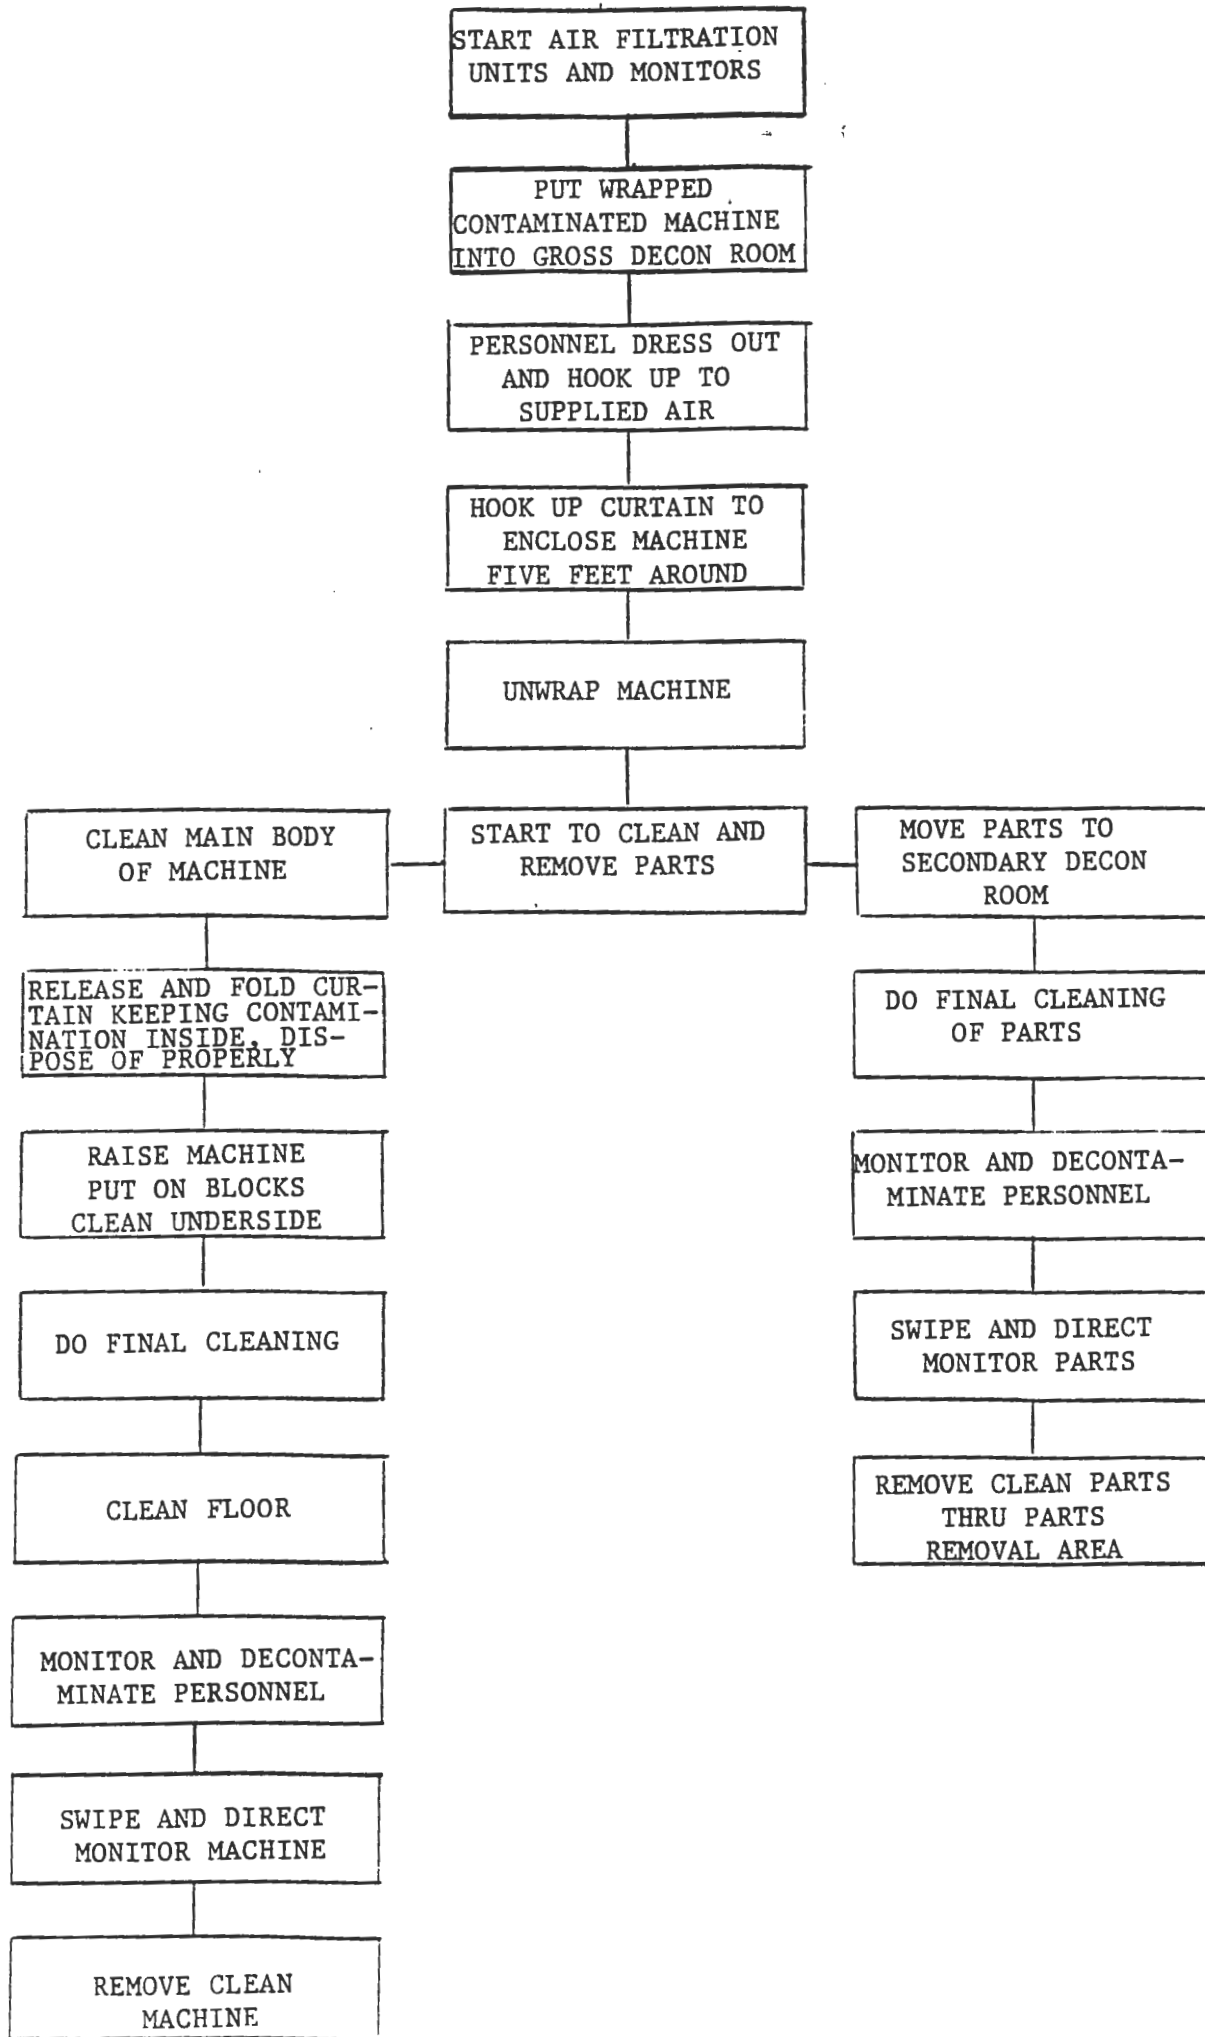 START AIR FILTRATION
UNITS AND MONITORS
PUT WRAPPED
CONTAMINATED MACHINE
INTO GROSS DECON ROOM
PERSONNEL DRESS OUT
AND HOOK UP TO
SUPPLIED AIR
HOOK UP CURTAIN TO
ENCLOSE MACHINE
FIVE FEET AROUND
UNWRAP MACHINE
START TO CLEAN AND
REMOVE PARTS
CLEAN MAIN BODY
OF MACHINE
RELEASE AND FOLD CUR-
TAIN KEEPING CONTAMI-
NATION INSIDE, DIS-
POSE OF PROPERLY
RAISE MACHINE
PUT ON BLOCKS
CLEAN UNDERSIDE
DO FINAL CLEANING
CLEAN FLOOR
MONITOR AND DECONTA-
MINATE PERSONNEL
SWIPE AND DIRECT
MONITOR MACHINE
REMOVE CLEAN
MACHINE
MOVE PARTS TO
SECONDARY DECON
ROOM
DO FINAL CLEANING
OF PARTS
MONITOR AND DECONTA-
MINATE PERSONNEL
SWIPE AND DIRECT
MONITOR PARTS
REMOVE CLEAN PARTS
THRU PARTS
REMOVAL AREA